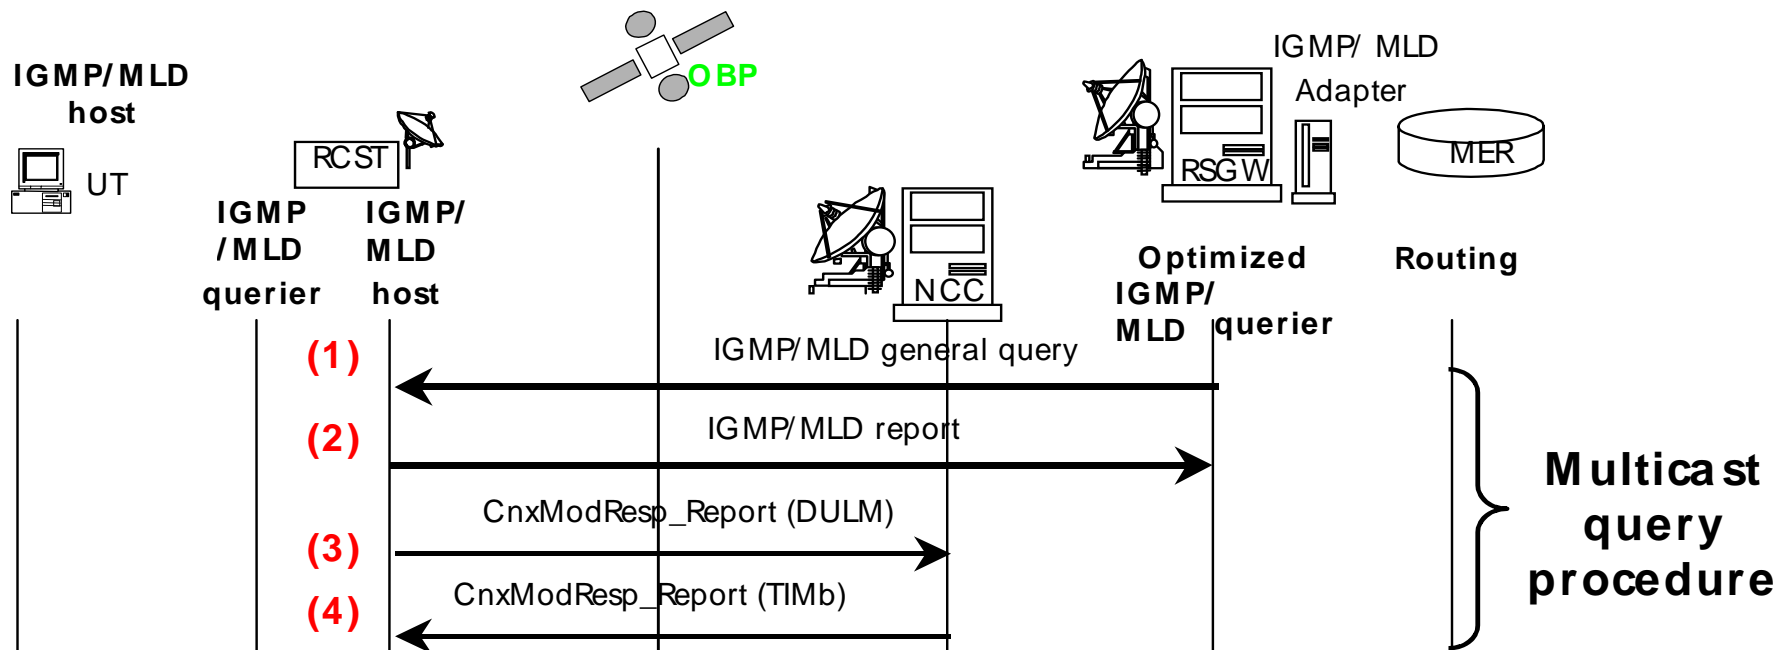 IGMP/MLD
host
UT
RCST
IGMP
/MLD
querier
IGMP/
MLD
host
OBP
NCC
IGMP/ MLD
Adapter
RSGW
MER
Optimized
IGMP/
MLD querier
Routing
(1)
IGMP/MLD general query
(2)
IGMP/MLD report
CnxModResp_Report (DULM)
(3)
CnxModResp_Report (TIMb)
(4)
Multicast
query
procedure